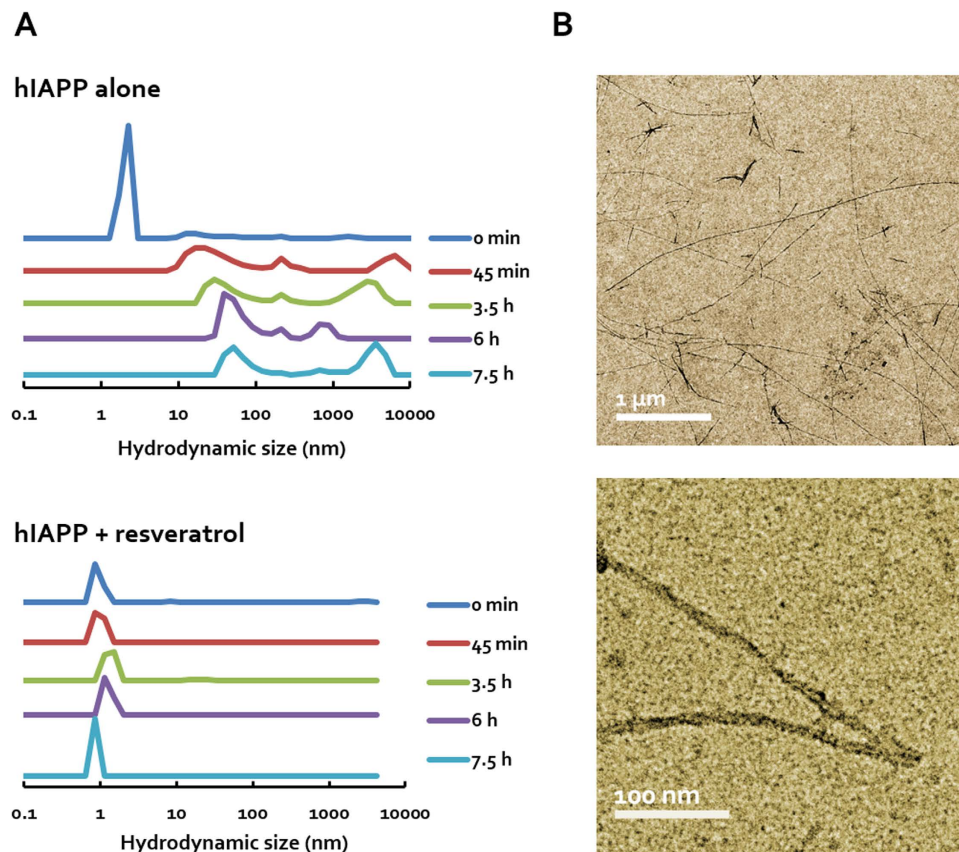 A
hIAPP alone
0 min
45 min
3.5 h
6 h
7.5 h
0.1 1 10 100 1000 10000
Hydrodynamic size (nm)
hIAPP + resveratrol
0 min
45 min
3.5 h
6 h
7.5 h
0.1 1 10 100 1000 10000
Hydrodynamic size (nm)
B
1 μm
100 nm